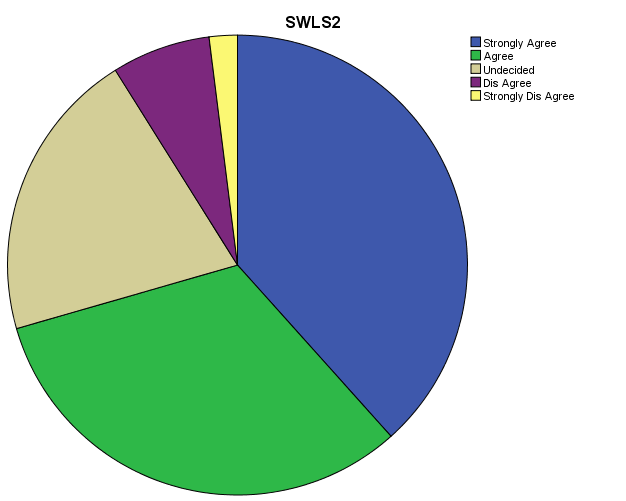 SWLS2
Strongly Agree
Agree
Undecided
Dis Agree
Strongly Dis Agree